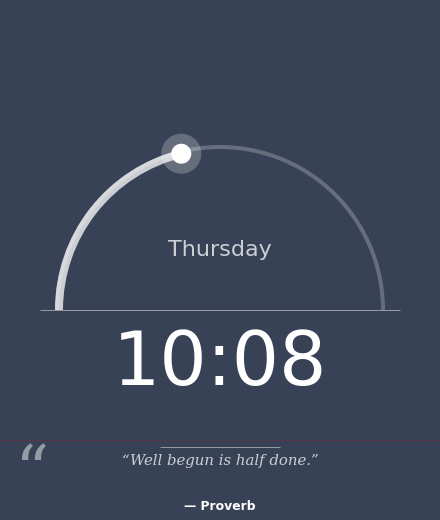 Thursday
10:08
“
“Well begun is half done.”
— Proverb